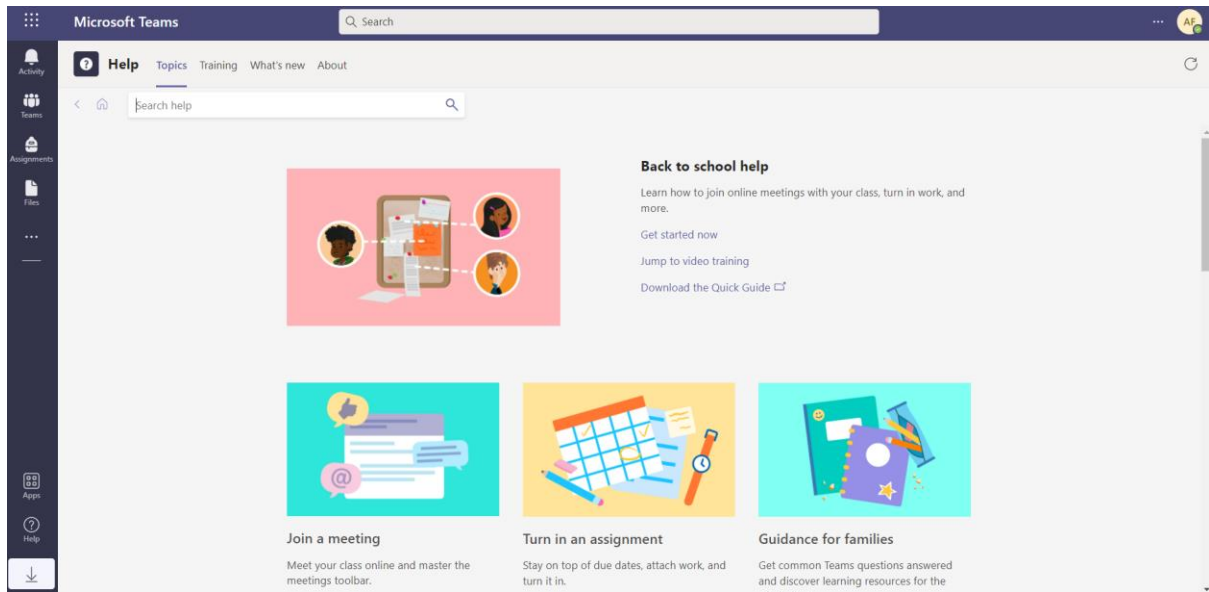 Microsoft Teams
Search
AF
Activity
Teams
Assignments
Files
Apps
Help
Help Topics Training What's new About
Search help
Back to school help
Learn how to join online meetings with your class, turn in work, and
more.
Get started now
Jump to video training
Download the Quick Guide
@
Join a meeting
Meet your class online and master the
meetings toolbar.
Turn in an assignment
Stay on top of due dates, attach work, and
turn it in.
Guidance for families
Get common Teams questions answered
and discover learning resources for the